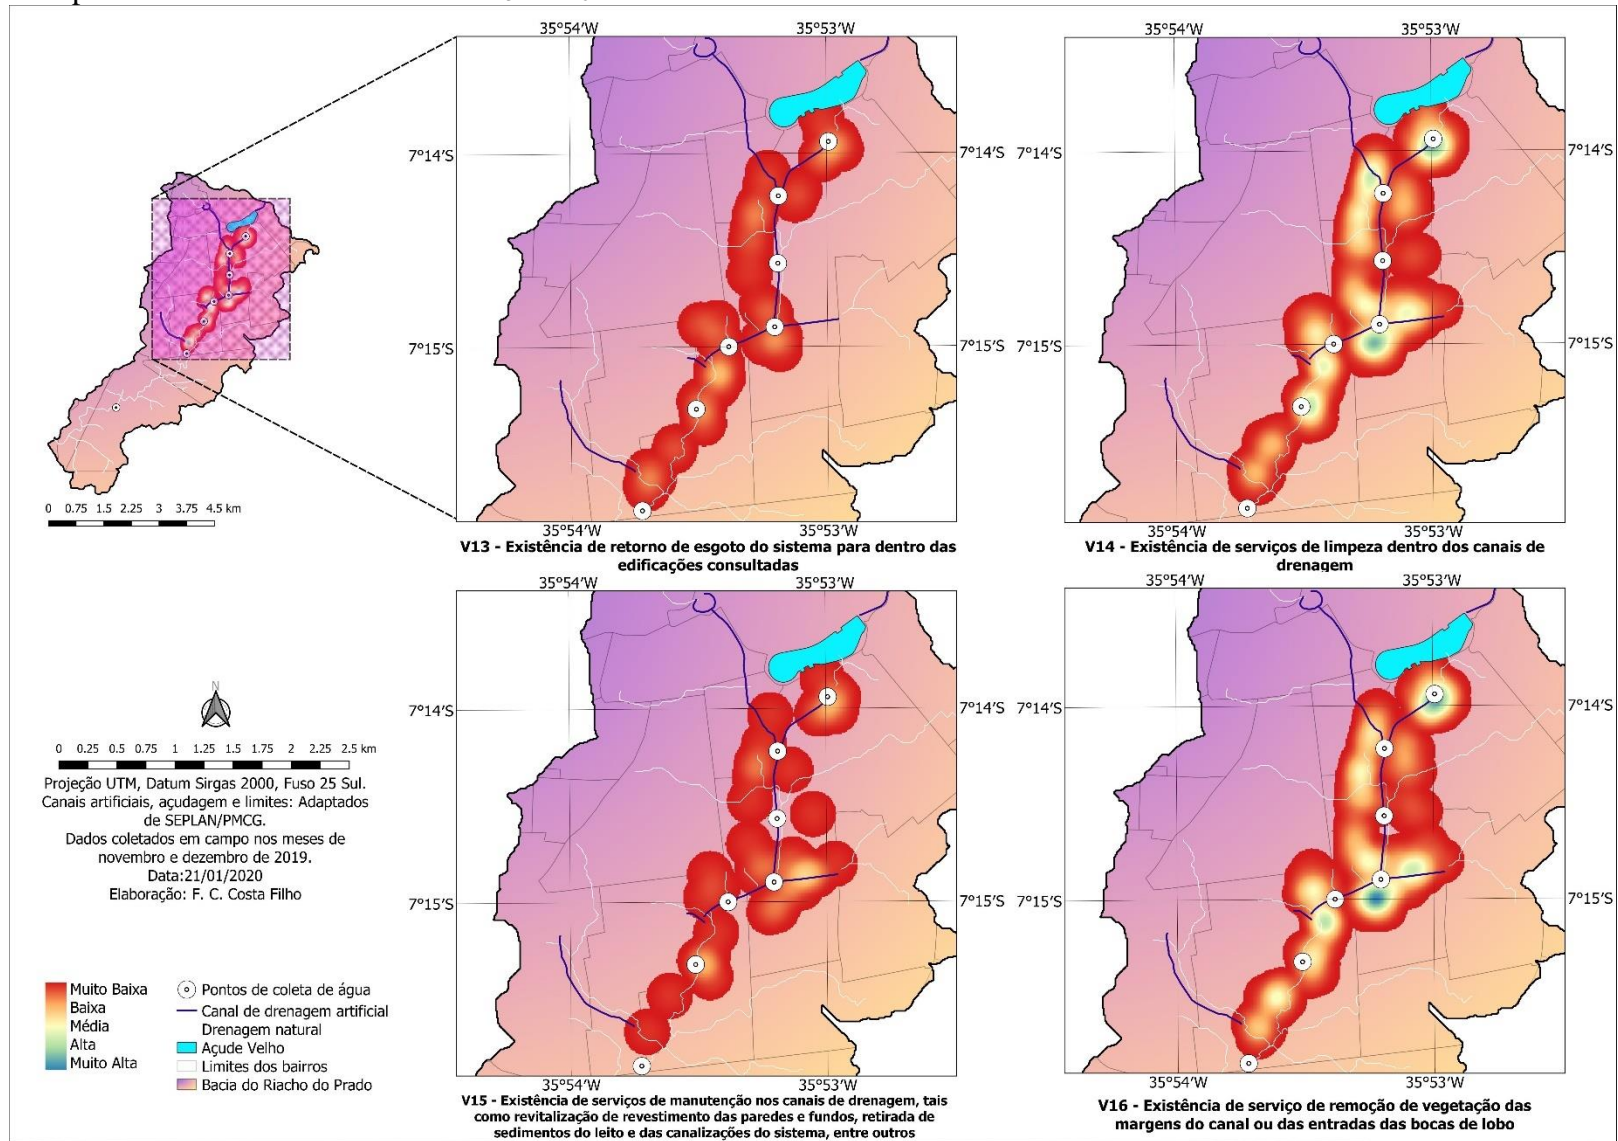 35°54'W 35°53'W 35°54'W 35°53'W
7°14'S 7°14'S 7°14'S
7°15'S 7°15'S 7°15'S
0 0.75 1.5 2.25 3 3.75 4.5 km
35°54'W 35°53'W 35°54'W 35°53'W
V13 - Existência de retorno de esgoto do sistema para dentro das
edificações consultadas
V14 - Existência de serviços de limpeza dentro dos canais de
drenagem
35°54'W 35°53'W 35°54'W 35°53'W
7°14'S 7°14'S 7°14'S
7°15'S 7°15'S 7°15'S
35°54'W 35°53'W 35°54'W 35°53'W
V15 - Existência de serviços de manutenção nos canais de drenagem, tais
como revitalização de revestimento das paredes e fundos, retirada de
sedimentos do leito e das canalizações do sistema, entre outros
V16 - Existência de serviço de remoção de vegetação das
margens do canal ou das entradas das bocas de lobo
N
0 0.25 0.5 0.75 1 1.25 1.5 1.75 2 2.25 2.5 km
Projeção UTM, Datum Sirgas 2000, Fuso 25 Sul.
Canais artificiais, açudagem e limites: Adaptados
de SEPLAN/PMCG.
Dados coletados em campo nos meses de
novembro e dezembro de 2019.
Data:21/01/2020
Elaboração: F. C. Costa Filho
Muito Baixa
Baixa
Média
Alta
Muito Alta
Pontos de coleta de água
Canal de drenagem artificial
Drenagem natural
Açude Velho
Limites dos bairros
Bacia do Riacho do Prado